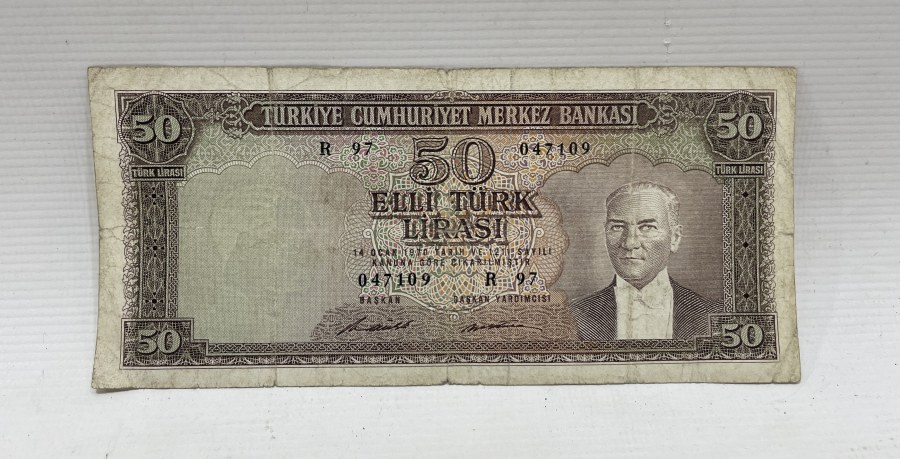 TÜRKİYE CUMHURİYET MERKEZ BANKASI
50 50
TÜRK LİRASI TÜRK LİRASI
R 97 50 047109
ELLİ TÜRK
LİRASI
14 OCAK 1970 TARİH VE 1211 SAYILI
KANUNA GÖRE ÇIKARILMIŞTIR
047109 R 97
BAŞKAN BAŞKAN YARDIMCISI
50 50